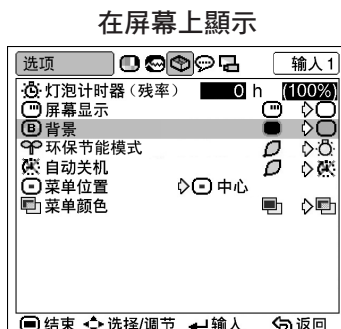 在屏幕上顯示
选项 输入1
灯泡计时器（残率） 0 h (100%)
屏幕显示
B 背景
环保节能模式
自动关机
菜单位置 中心
菜单颜色
结束 选择/调节 输入 返回